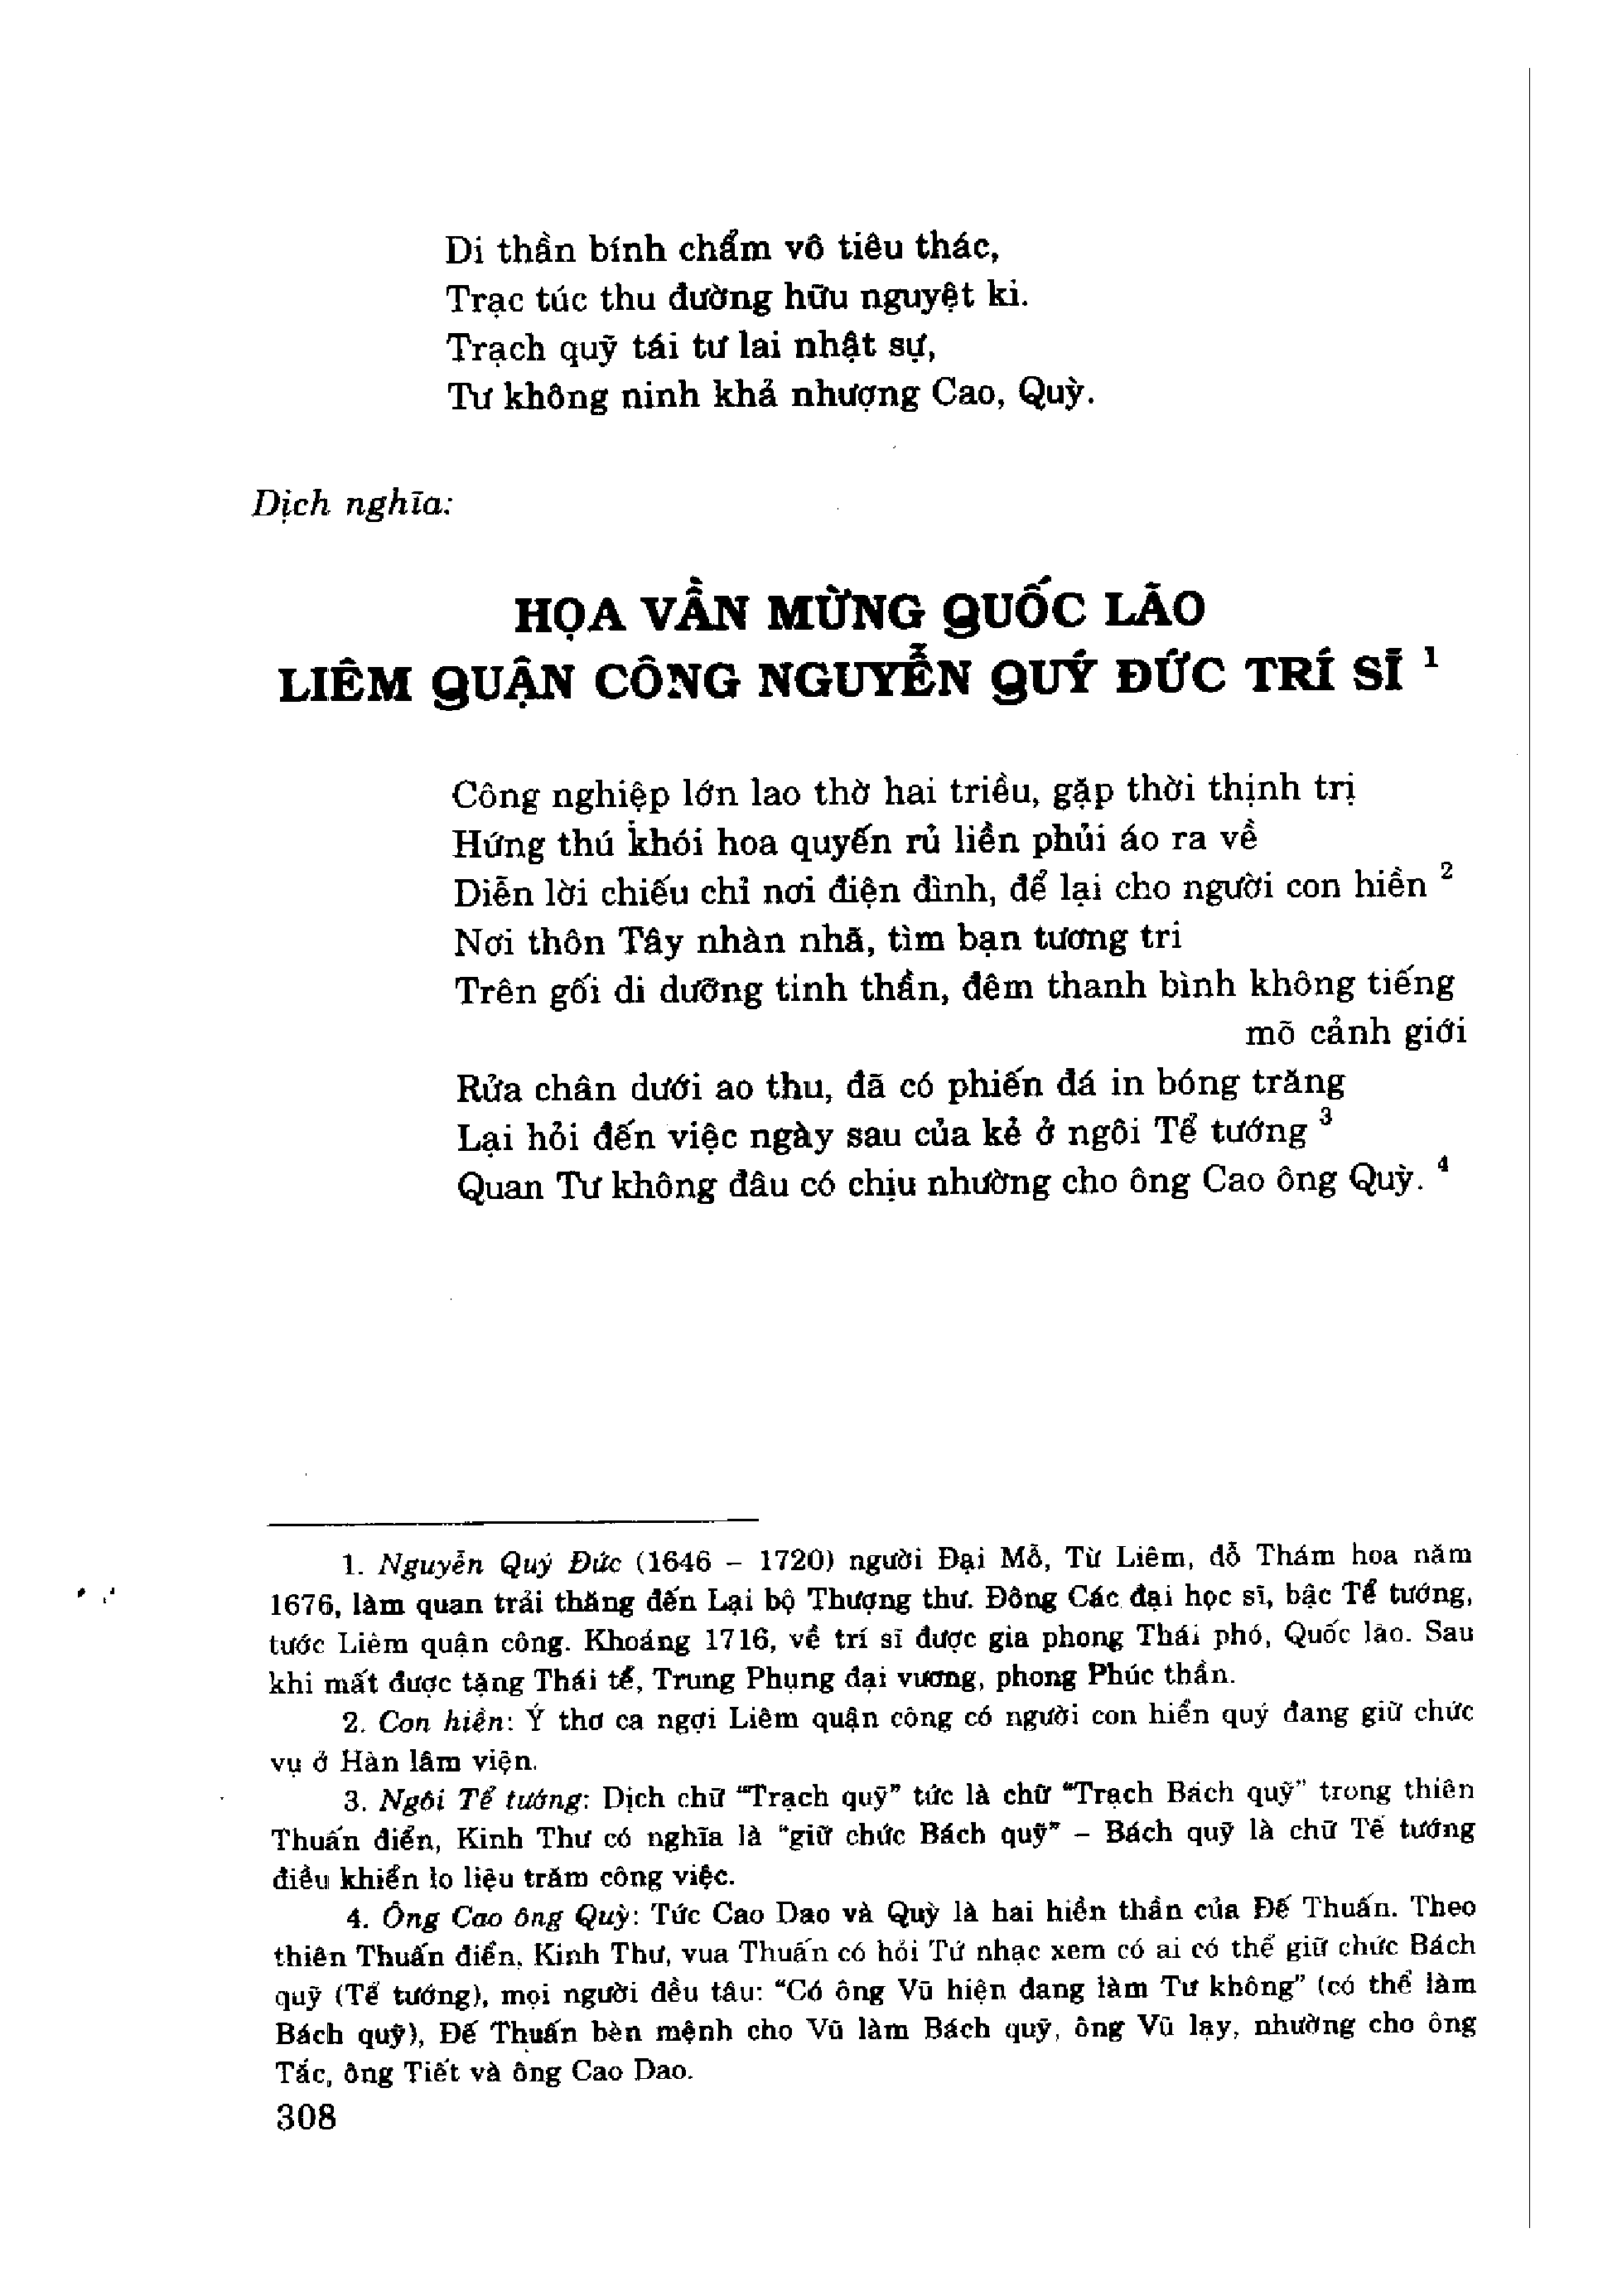 Di thần bính chẩm vô tiêu thác,
Trạc túc thu đường hữu nguyệt ki.
Trạch quỹ tái tư lai nhật sự,
Tư không ninh khả nhượng Cao, Quỳ.
Dịch nghĩa:
HỌA VẦN MỪNG QUỐC LÃO
LIÊM QUẬN CÔNG NGUYỄN QUÝ ĐỨC TRÍ SĨ 1
Công nghiệp lớn lao thờ hai triều, gặp thời thịnh trị
Hứng thú khói hoa quyến rủ liền phủi áo ra về
Diễn lời chiếu chỉ nơi điện đình, để lại cho người con hiền 2
Nơi thôn Tây nhàn nhã, tìm bạn tương tri
Trên gối di dưỡng tinh thần, đêm thanh bình không tiếng
mõ cảnh giới
Rửa chân dưới ao thu, đã có phiến đá in bóng trăng
Lại hỏi đến việc ngày sau của kẻ ở ngôi Tể tướng 3
Quan Tư không đâu có chịu nhường cho ông Cao ông Quỳ. 4
1. Nguyễn Quý Đức (1646 – 1720) người Đại Mỗ, Từ Liêm, đỗ Thám hoa năm
1676, làm quan trải thăng đến Lại bộ Thượng thư. Đông Các đại học sĩ, bậc Tể tướng,
tước Liêm quận công. Khoảng 1716, về trí sĩ được gia phong Thái phó, Quốc lão. Sau
khi mất được tặng Thái tể, Trung Phụng đại vương, phong Phúc thần.
2. Con hiền: Ý thơ ca ngợi Liêm quận công có người con hiển quý đang giữ chức
vụ ở Hàn lâm viện.
3. Ngôi Tể tướng: Dịch chữ "Trạch quỹ" tức là chữ "Trạch Bách quỹ" trong thiên
Thuấn điển, Kinh Thư có nghĩa là "giữ chức Bách quỹ" – Bách quỹ là chữ Tể tướng
điều khiển lo liệu trăm công việc.
4. Ông Cao ông Quỳ: Tức Cao Dao và Quỳ là hai hiền thần của Đế Thuấn. Theo
thiên Thuấn điển, Kinh Thư, vua Thuấn có hỏi Tứ nhạc xem có ai có thể giữ chức Bách
quỹ (Tể tướng), mọi người đều tâu: "Có ông Vũ hiện đang làm Tư không" (có thể làm
Bách quỹ), Đế Thuấn bèn mệnh cho Vũ làm Bách quỹ, ông Vũ lạy, nhường cho ông
Tắc, ông Tiết và ông Cao Dao.
308